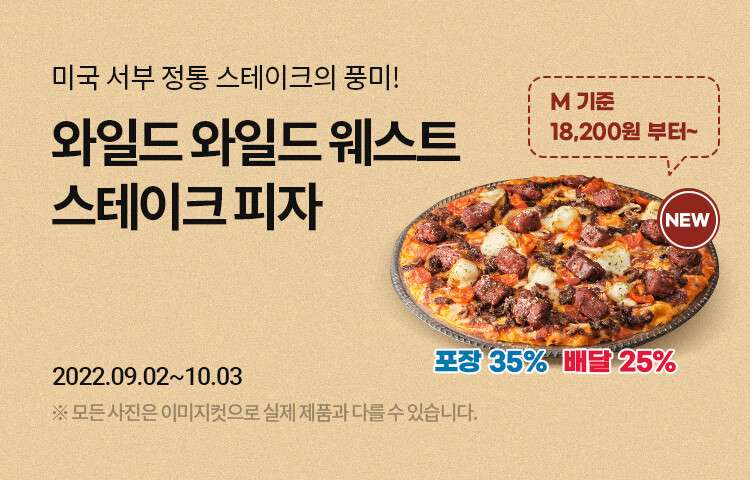 미국 서부 정통 스테이크의 풍미!
와일드 와일드 웨스트
스테이크 피자
M 기준
18,200원 부터~
NEW
포장 35% 배달 25%
2022.09.02~10.03
※ 모든 사진은 이미지컷으로 실제 제품과 다를 수 있습니다.